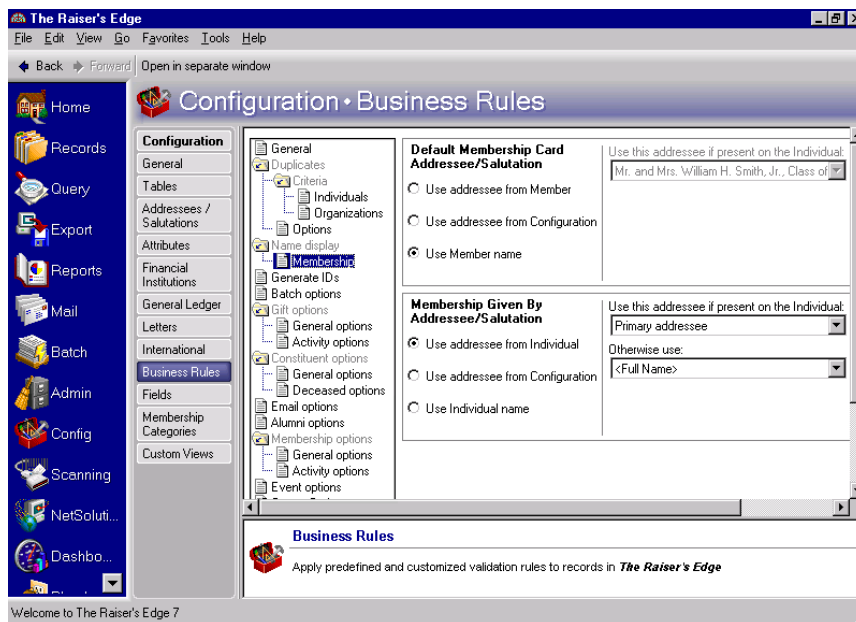 The Raiser's Edge
File Edit View Go Favorites Tools Help
Back Forward Open in separate window
Configuration • Business Rules
Home
Records
Query
Export
Reports
Mail
Batch
Admin
Config
Scanning
NetSoluti...
Dashbo...
Configuration
General
Tables
Addressees /
Salutations
Attributes
Financial
Institutions
General Ledger
Letters
International
Business Rules
Fields
Membership
Categories
Custom Views
General
Duplicates
Criteria
Individuals
Organizations
Options
Name display
Membership
Generate IDs
Batch options
Gift options
General options
Activity options
Constituent options
General options
Deceased options
Email options
Alumni options
Membership options
General options
Activity options
Event options
Default Membership Card
Addressee/Salutation
Use addressee from Member
Use addressee from Configuration
Use Member name
Use this addressee if present on the Individual:
Mr. and Mrs. William H. Smith, Jr., Class of
Membership Given By
Addressee/Salutation
Use addressee from Individual
Use addressee from Configuration
Use Individual name
Use this addressee if present on the Individual:
Primary addressee
Otherwise use:
<Full Name>
Business Rules
Apply predefined and customized validation rules to records in The Raiser's Edge
Welcome to The Raiser's Edge 7